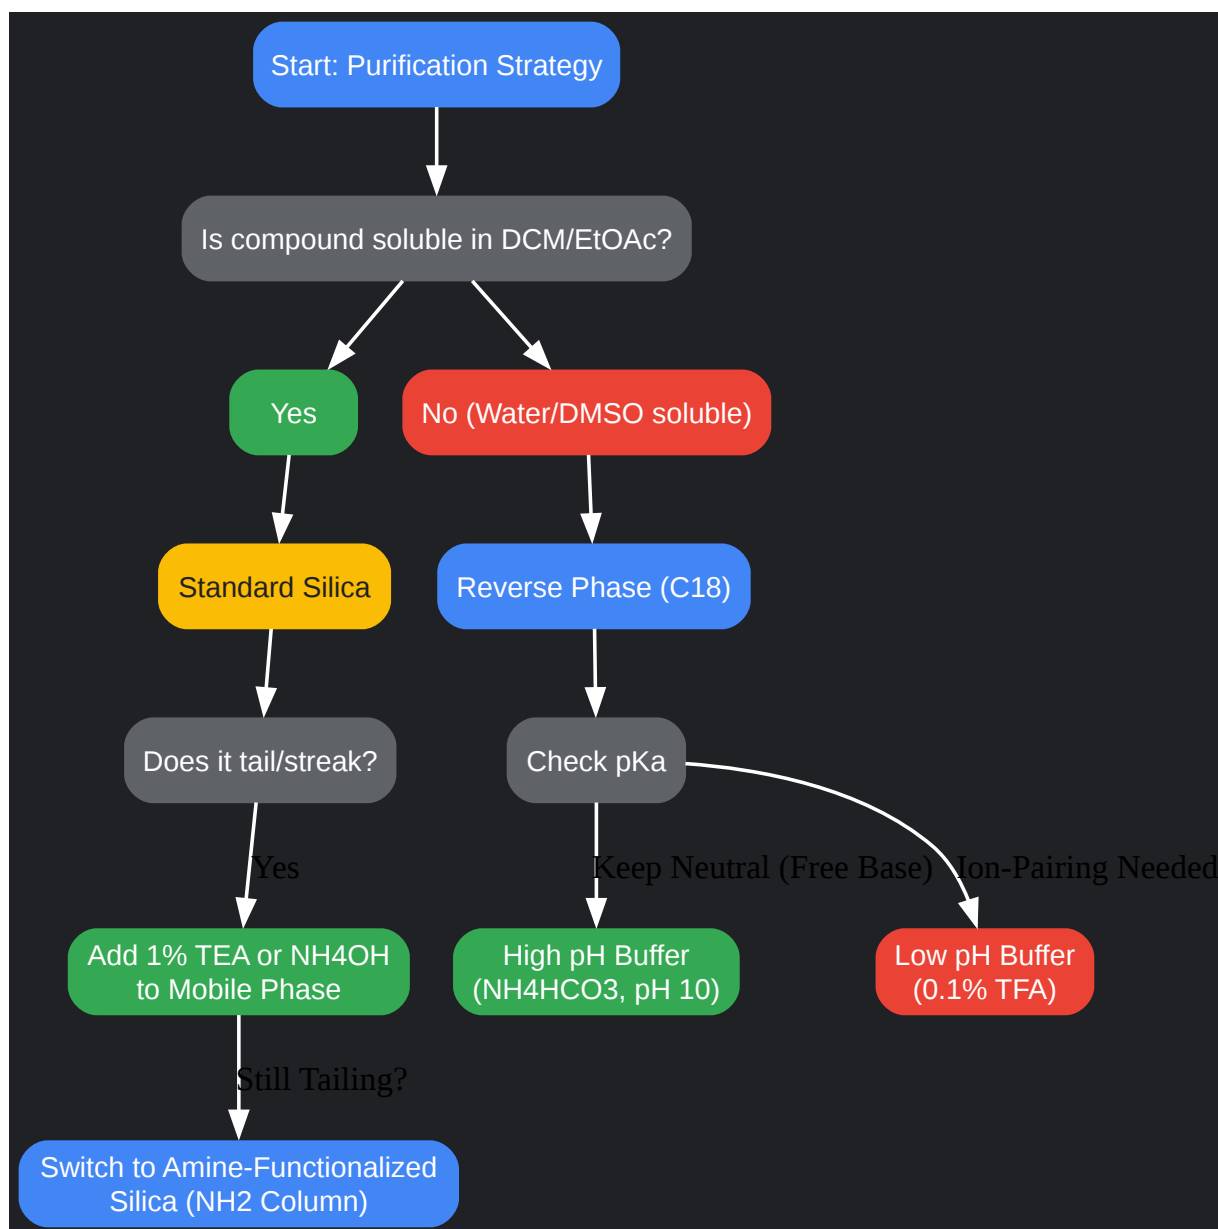 Start: Purification Strategy
Is compound soluble in DCM/EtOAc?
Yes
No (Water/DMSO soluble)
Standard Silica
Reverse Phase (C18)
Does it tail/streak?
Check pKa
Yes
Keep Neutral (Free Base)
Ion-Pairing Needed
Add 1% TEA or NH4OH
to Mobile Phase
High pH Buffer
(NH4HCO3, pH 10)
Low pH Buffer
(0.1% TFA)
Still Tailing?
Switch to Amine-Functionalized
Silica (NH2 Column)